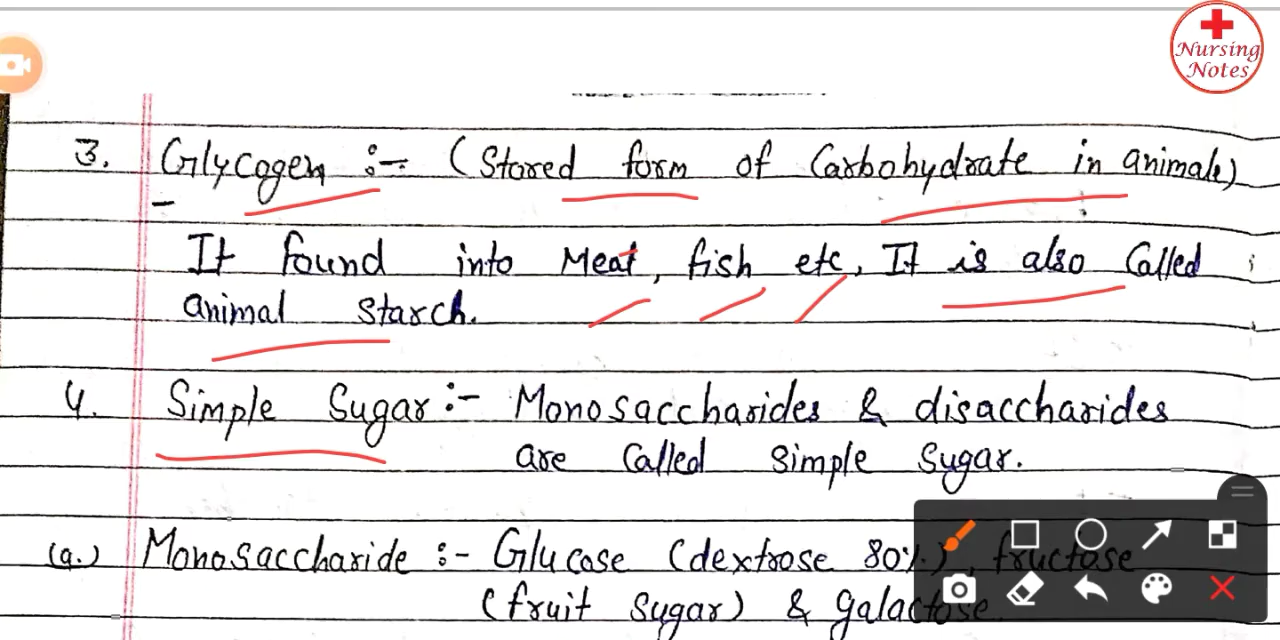 Nursing
Notes
3. Glycogen :- (Stored form of Carbohydrate in animals)
It found into Meat, fish etc, It is also Called
animal starch.
4. Simple Sugar :- Monosaccharides & disaccharides
are Called simple sugar.
(a.) Monosaccharide :- Glucose (dextrose 80%), fructose
(fruit sugar) & galactose